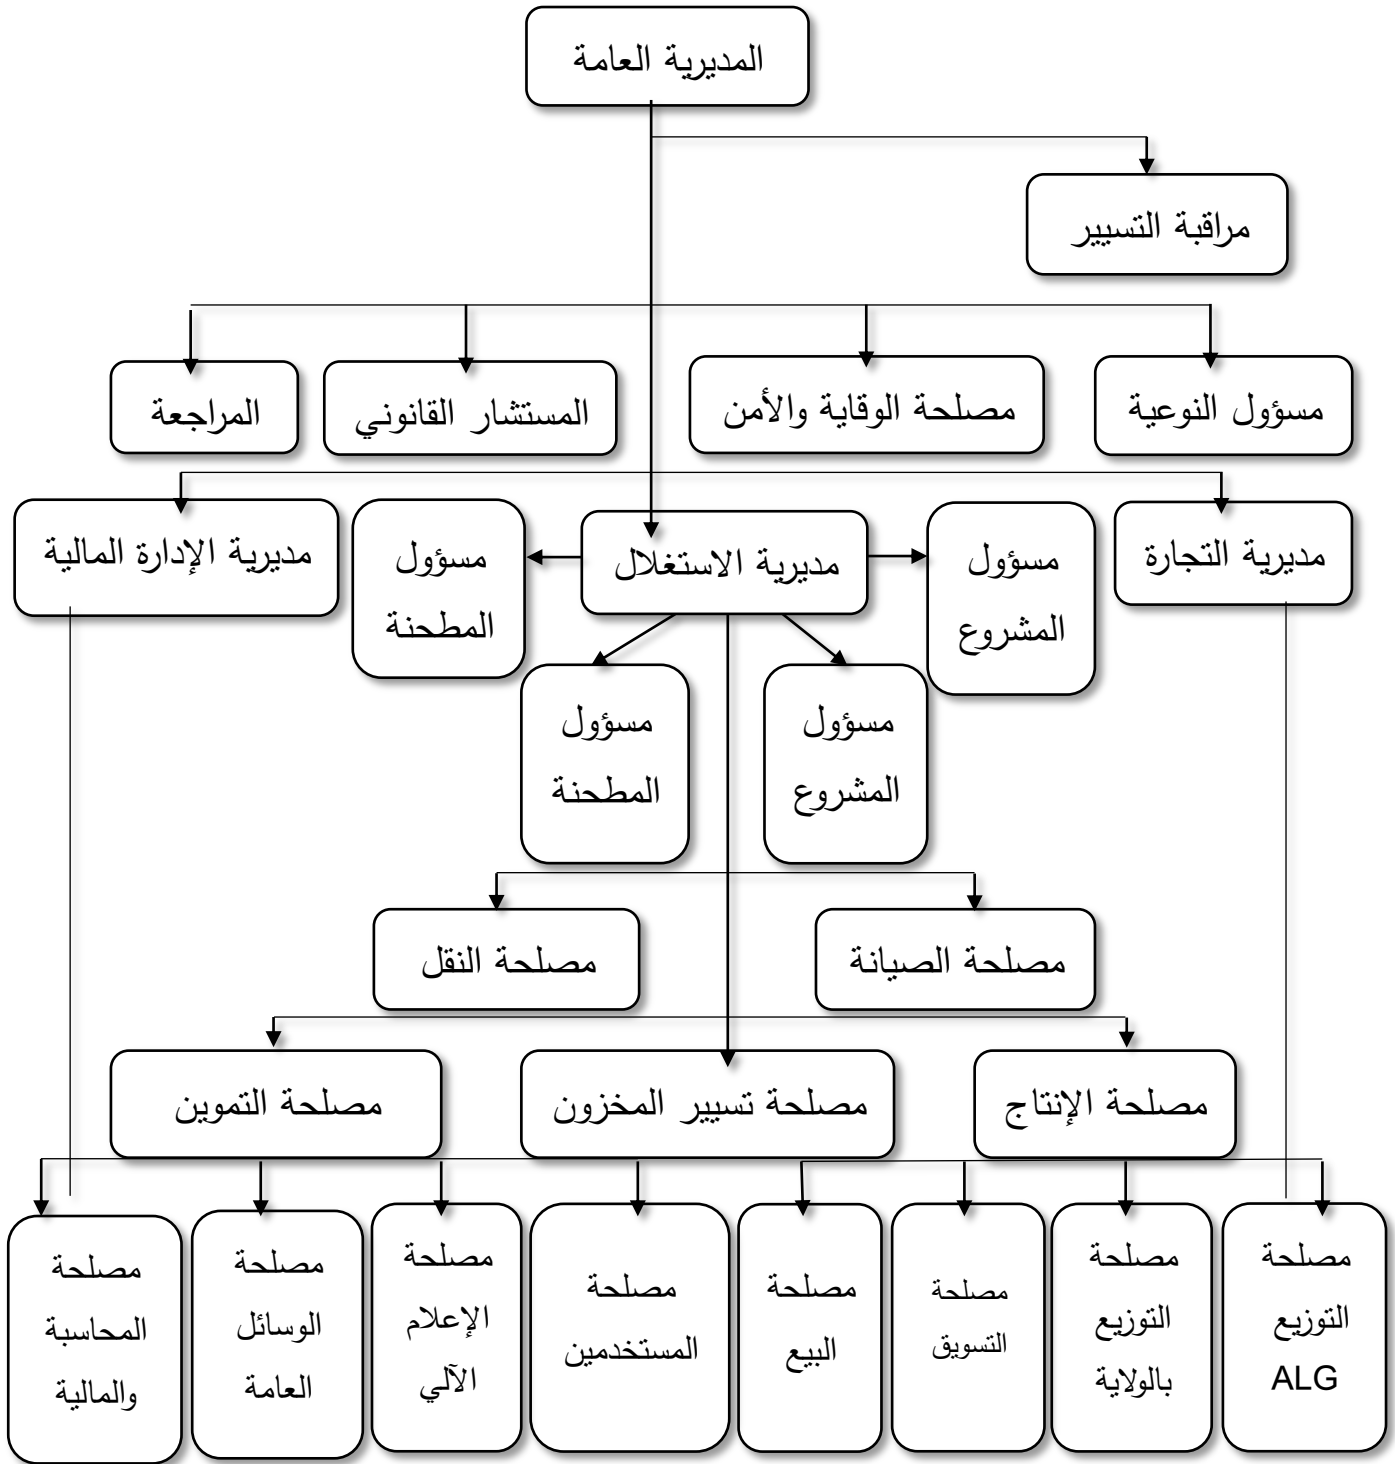 المديرية العامة
مراقبة التسيير
مسؤول النوعية
مصلحة الوقاية والأمن
المستشار القانوني
المراجعة
مديرية التجارة
مسؤول
المشروع
مديرية الاستغلال
مسؤول
المطحنة
مديرية الإدارة المالية
مسؤول
المشروع
مسؤول
المطحنة
مصلحة الصيانة
مصلحة النقل
مصلحة الإنتاج
مصلحة تسيير المخزون
مصلحة التموين
مصلحة
التوزيع
ALG
مصلحة
التوزيع
بالولاية
مصلحة
التسويق
مصلحة
البيع
مصلحة
المستخدمين
مصلحة
الإعلام
الآلي
مصلحة
الوسائل
العامة
مصلحة
المحاسبة
والمالية